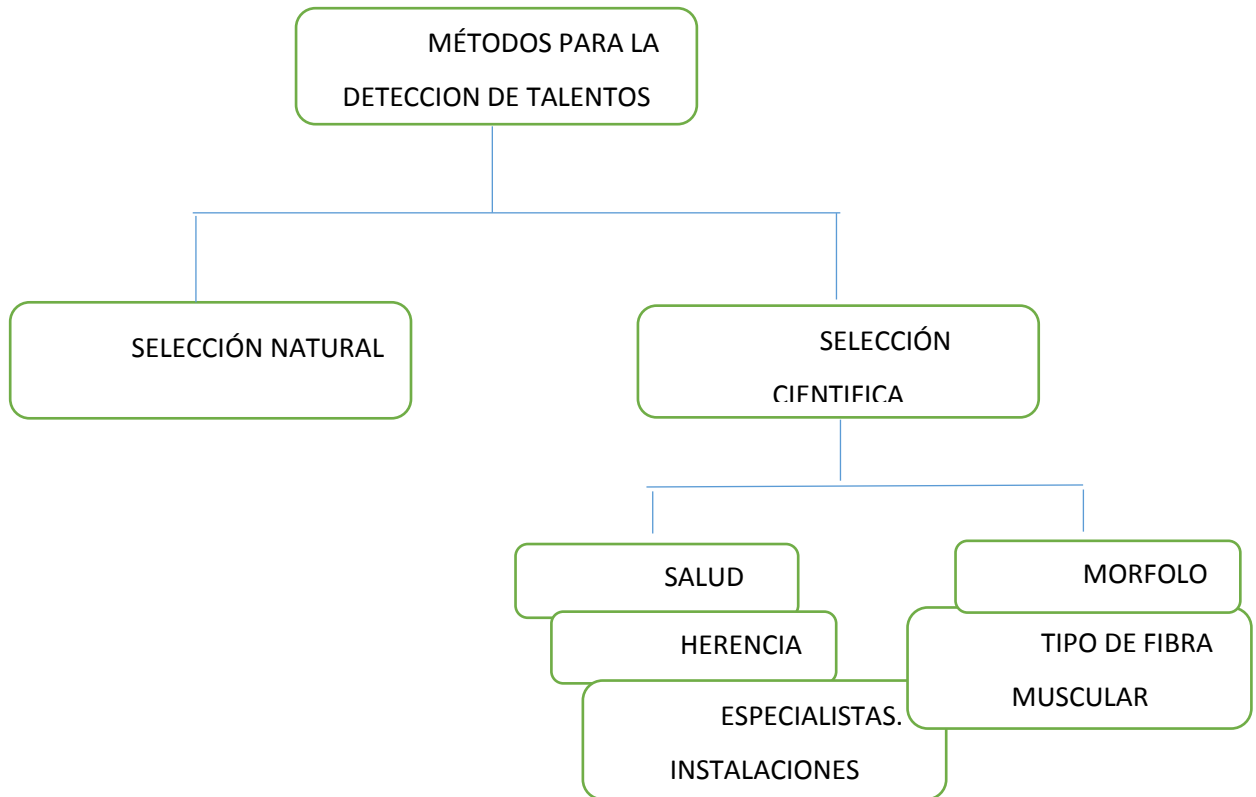 MÉTODOS PARA LA
DETECCION DE TALENTOS
SELECCIÓN NATURAL
SELECCIÓN
CIENTIFICA
SALUD
HERENCIA
ESPECIALISTAS.
INSTALACIONES
MORFOLO
TIPO DE FIBRA
MUSCULAR